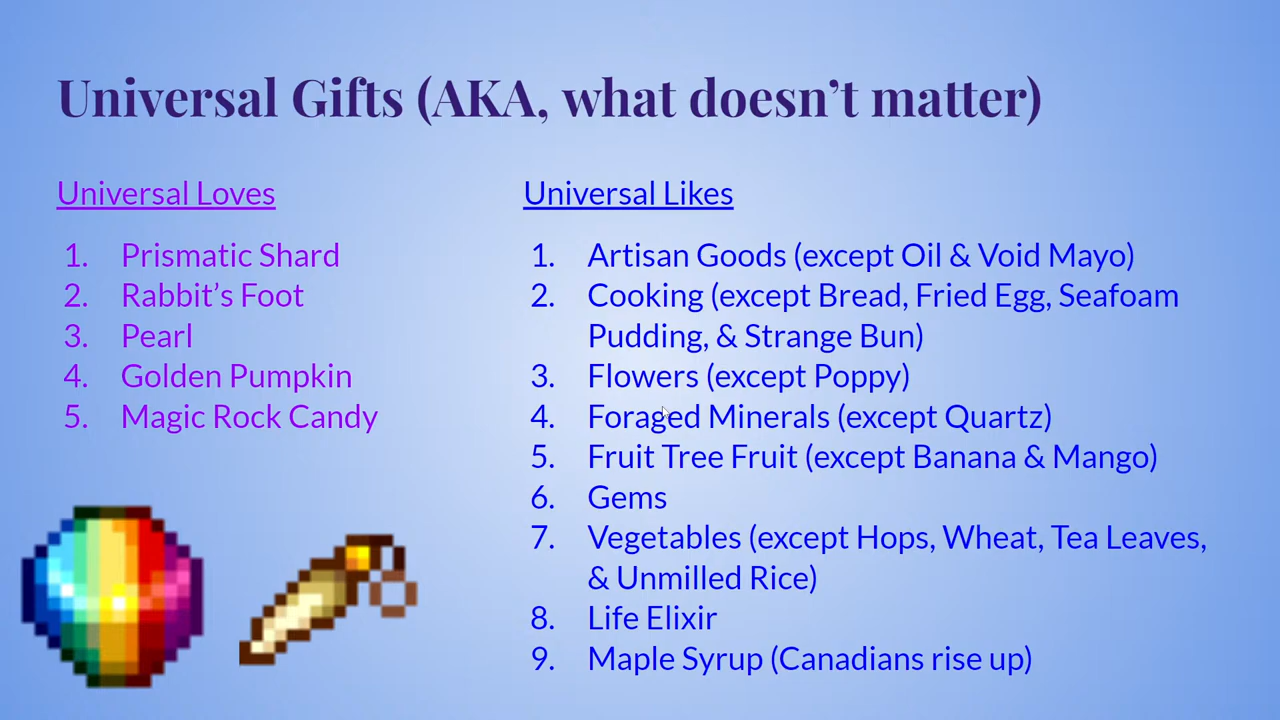 Universal Gifts (AKA, what doesn’t matter)
Universal Loves
1. Prismatic Shard
2. Rabbit’s Foot
3. Pearl
4. Golden Pumpkin
5. Magic Rock Candy
Universal Likes
1. Artisan Goods (except Oil & Void Mayo)
2. Cooking (except Bread, Fried Egg, Seafoam
Pudding, & Strange Bun)
3. Flowers (except Poppy)
4. Foraged Minerals (except Quartz)
5. Fruit Tree Fruit (except Banana & Mango)
6. Gems
7. Vegetables (except Hops, Wheat, Tea Leaves,
& Unmilled Rice)
8. Life Elixir
9. Maple Syrup (Canadians rise up)